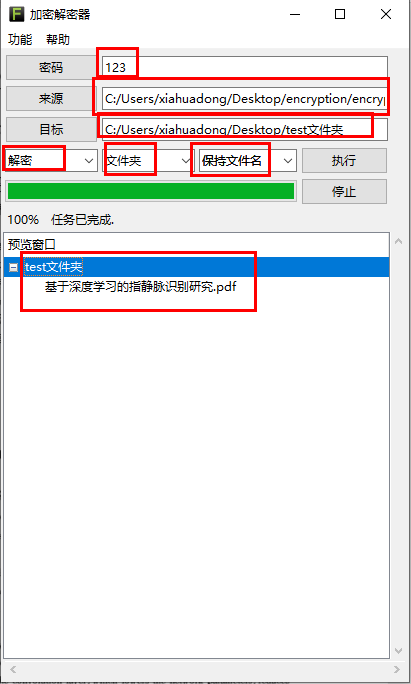 加密解密器
功能 帮助
密码 123
来源 C:/Users/xiahuadong/Desktop/encryption/encryp
目标 C:/Users/xiahuadong/Desktop/test文件夹
解密 文件夹 保持文件名 执行
停止
100% 任务已完成.
预览窗口
test文件夹
基于深度学习的指静脉识别研究.pdf